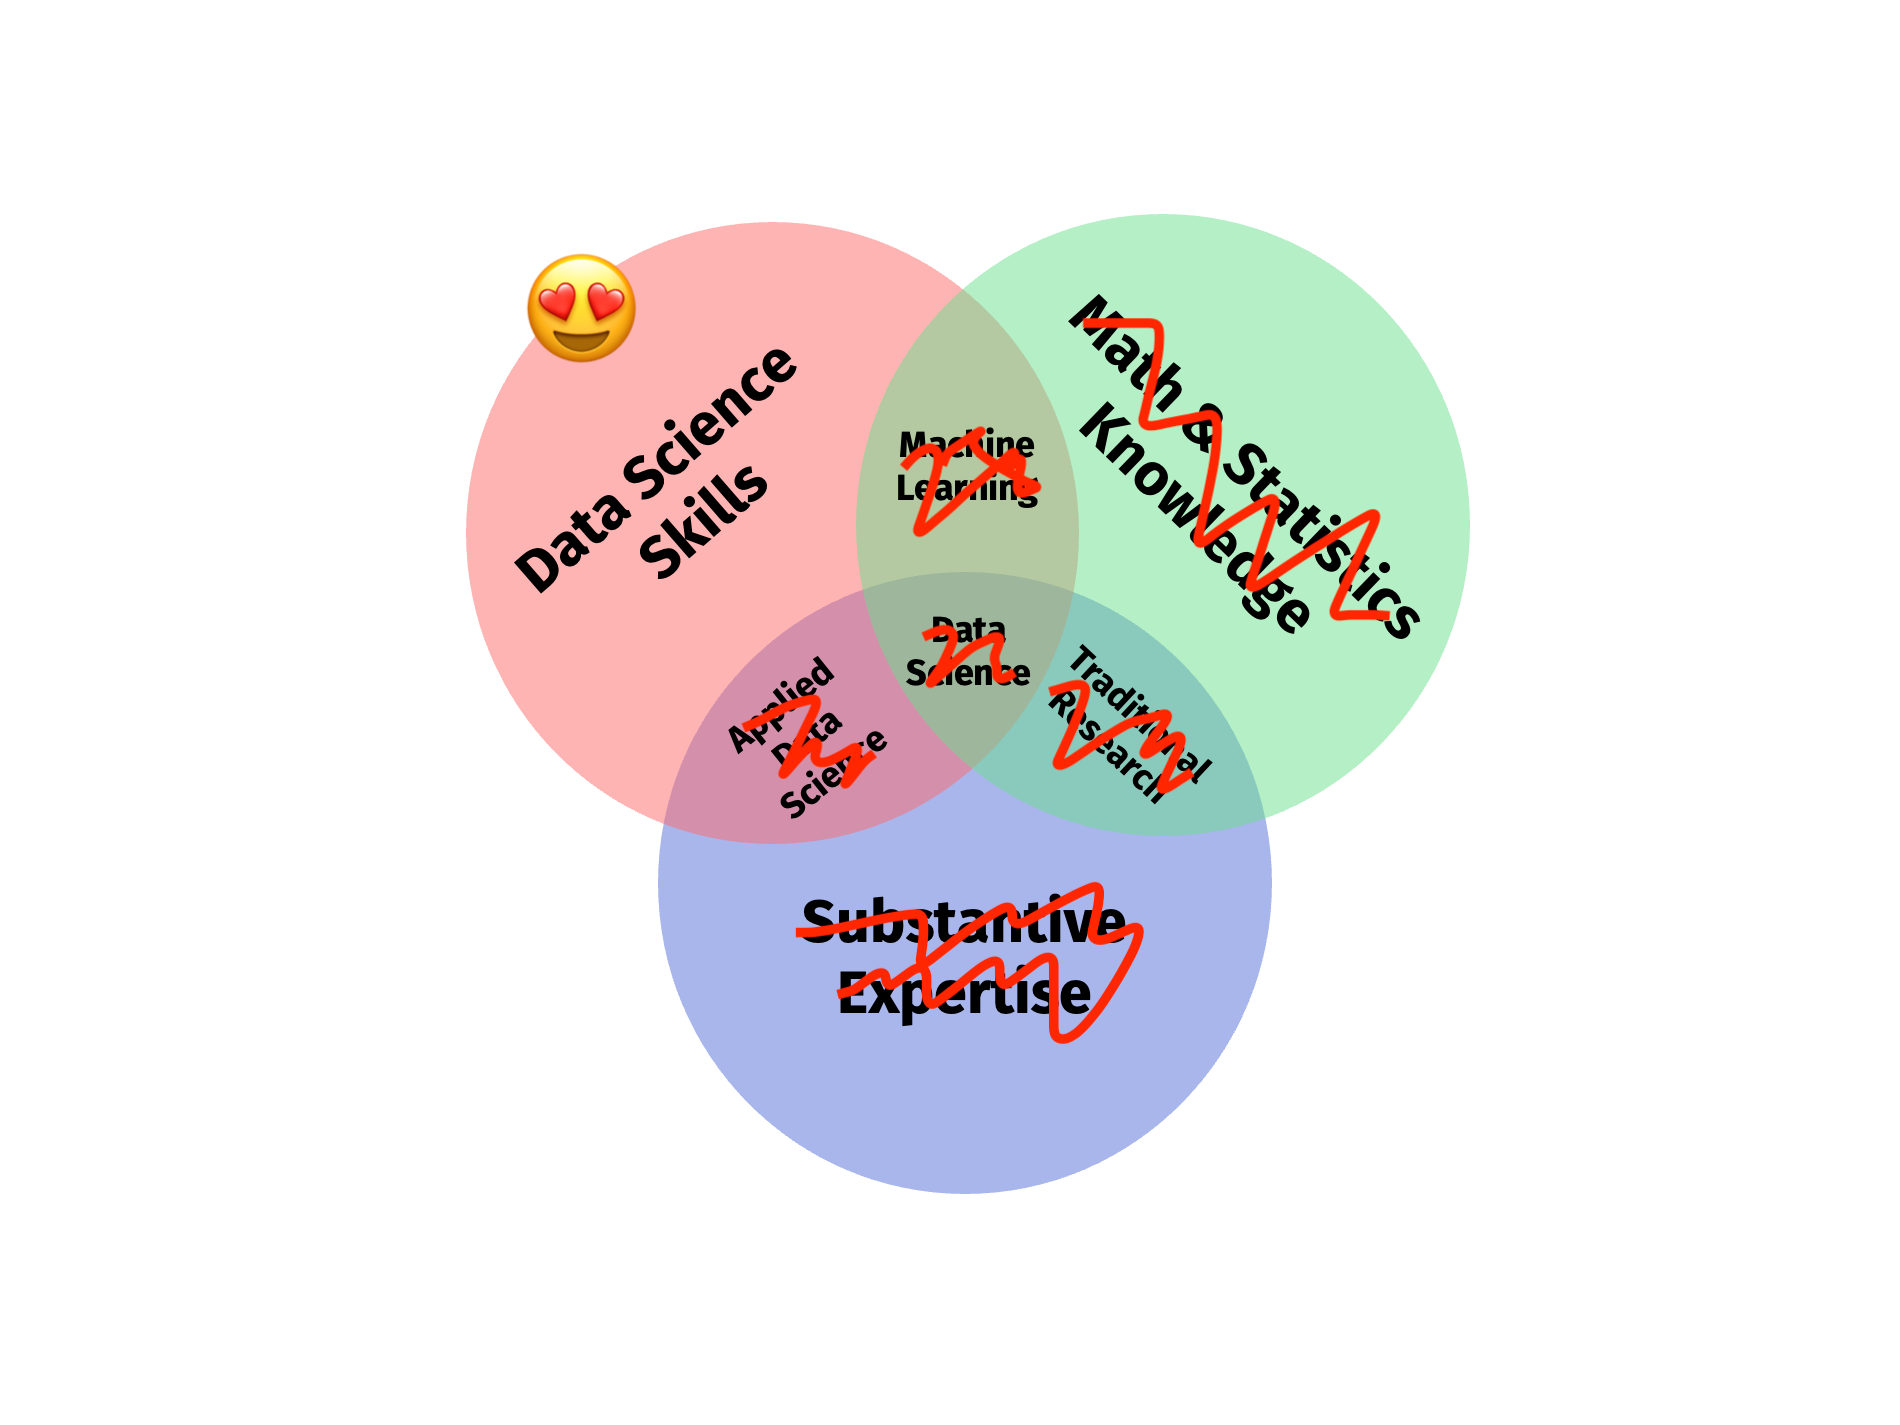 Data Science
Skills
Math & Statistics
Knowledge
Machine
Learning
Data
Science
Applied
Data
Science
Traditional
Research
Substantive
Expertise